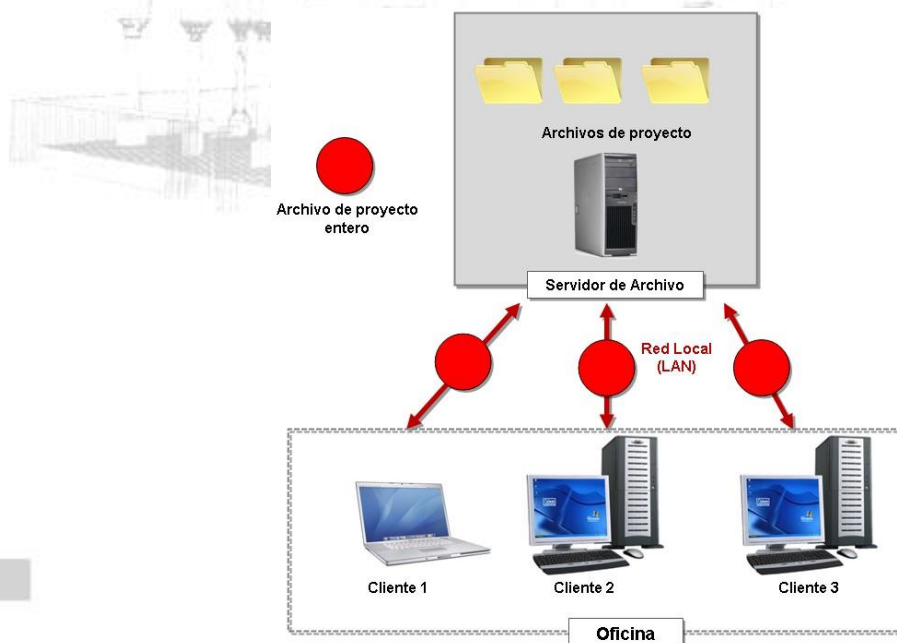 Archivos de proyecto
Archivo de proyecto
entero
Servidor de Archivo
Red Local
(LAN)
Cliente 1
Cliente 2
Cliente 3
Oficina